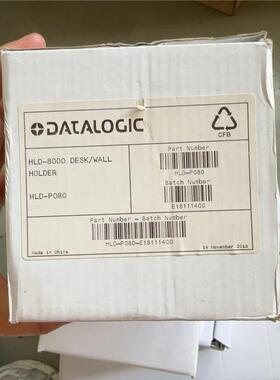 DATALOGIC
CFB
HLD-8000 DESK/WALL
HOLDER
HLD-P080
Part Number
HLD-P080
Batch Number
E18111400
Part Number - Batch Number
HLD-P080-E18111400
Made in China
14 November 2018